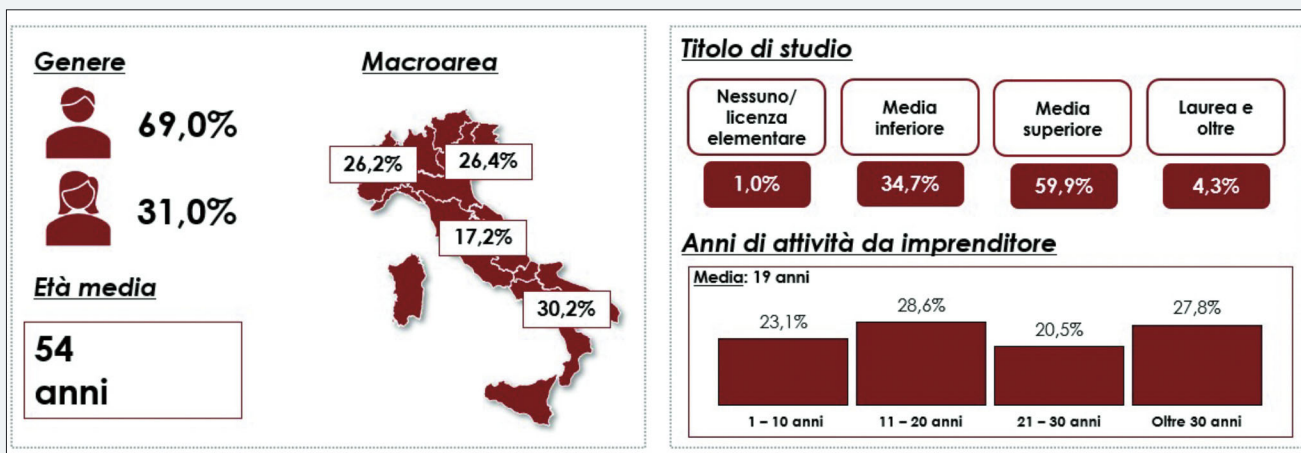 Genere
69,0%
31,0%
Età media
54
anni
Macroarea
26,2%
26,4%
17,2%
30,2%
Titolo di studio
Nessuno/
licenza
elementare
1,0%
Media
inferiore
34,7%
Media
superiore
59,9%
Laurea e
oltre
4,3%
Anni di attività da imprenditore
Media: 19 anni
23,1%
28,6%
20,5%
27,8%
1 – 10 anni
11 – 20 anni
21 – 30 anni
Oltre 30 anni